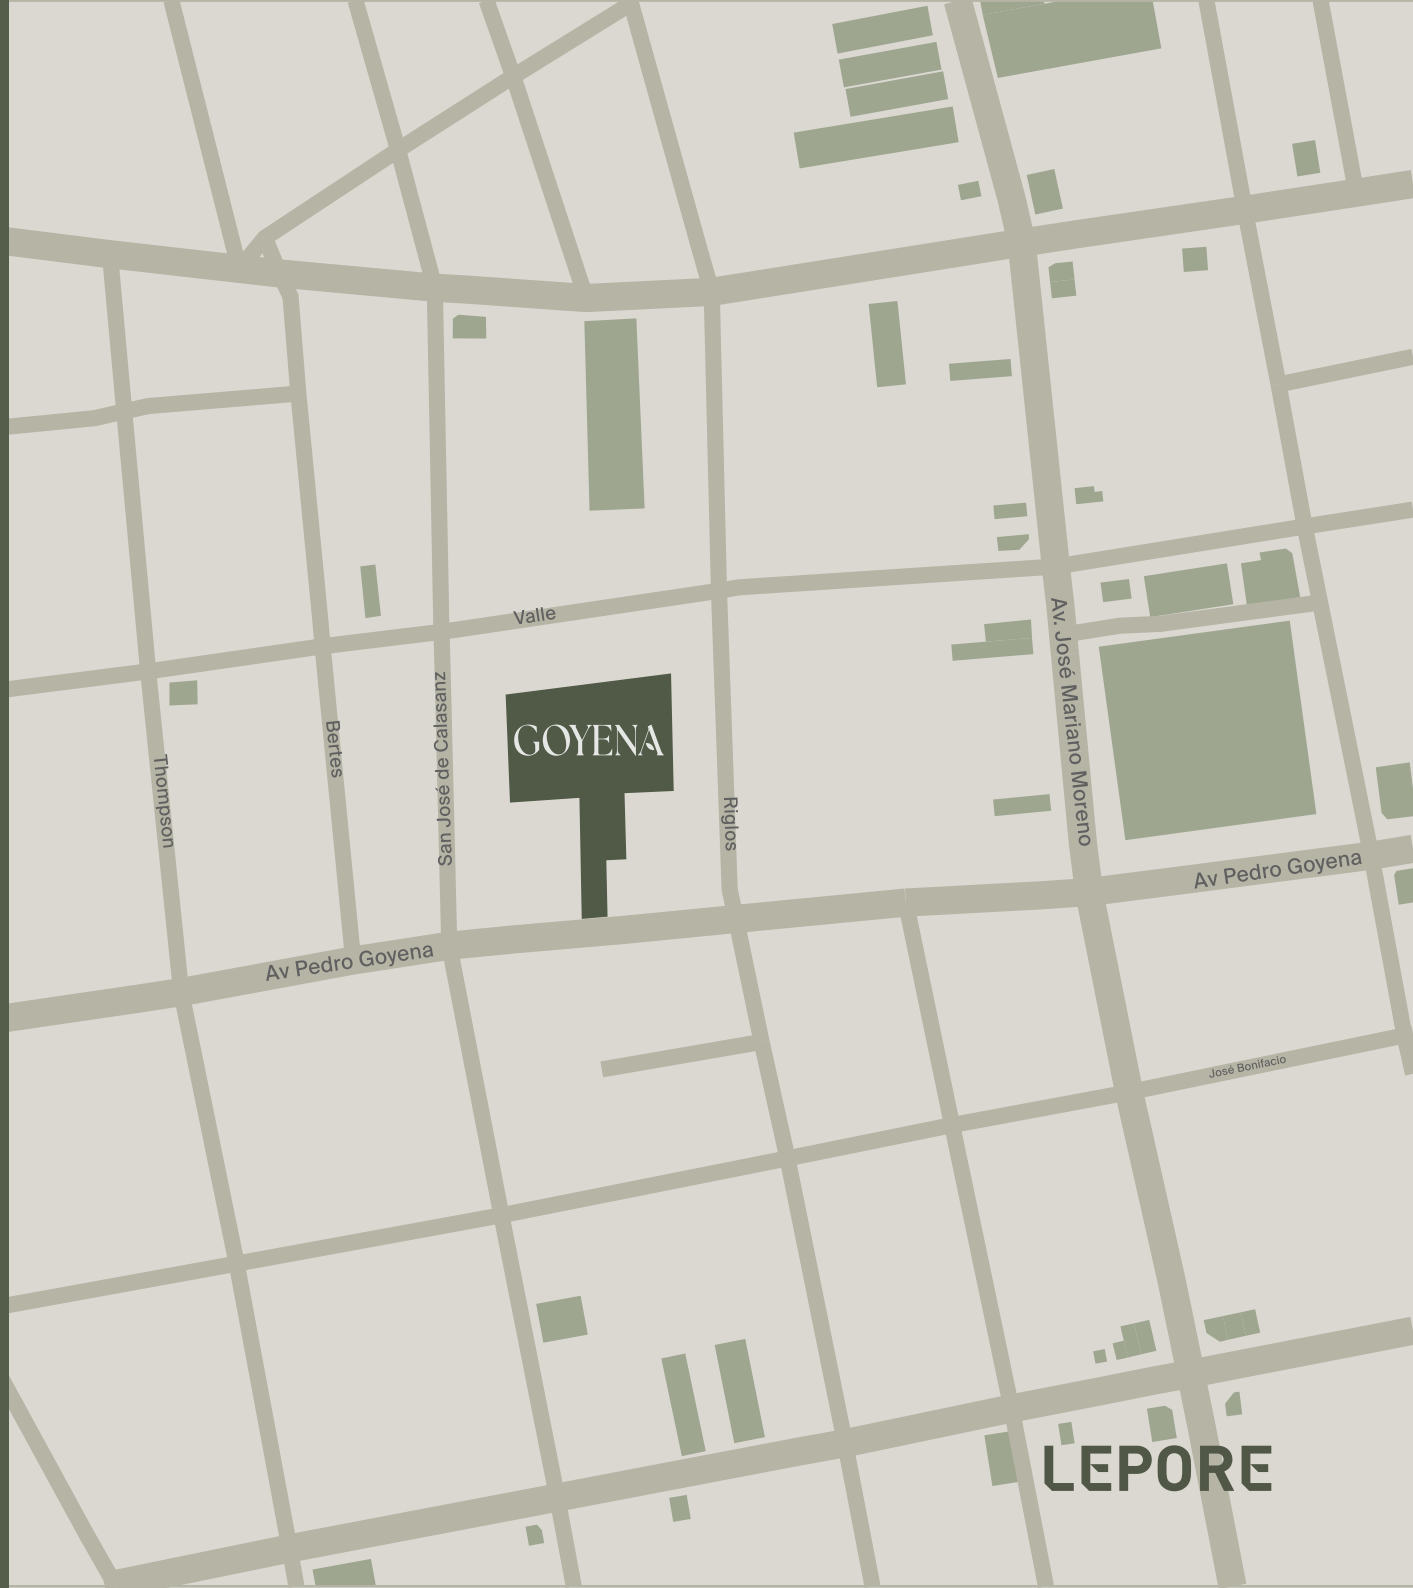 Valle
GOYENA
Av. José Mariano Moreno
San José de Calasanz
Bertes
Thompson
Riglos
Av Pedro Goyena
Av Pedro Goyena
José Bonifacio
LEPORE